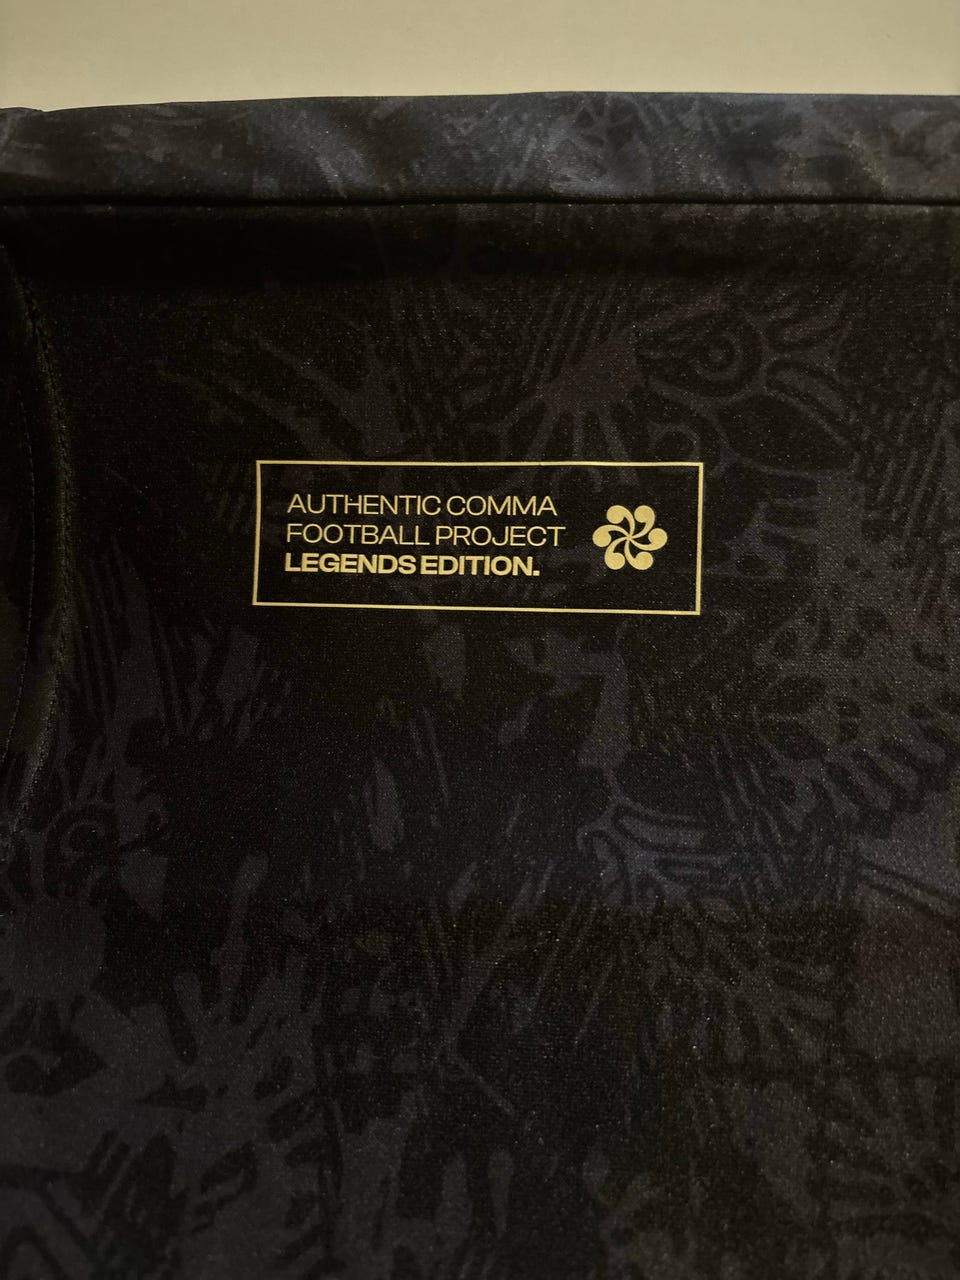 AUTHENTIC COMMA
FOOTBALL PROJECT
LEGENDS EDITION.